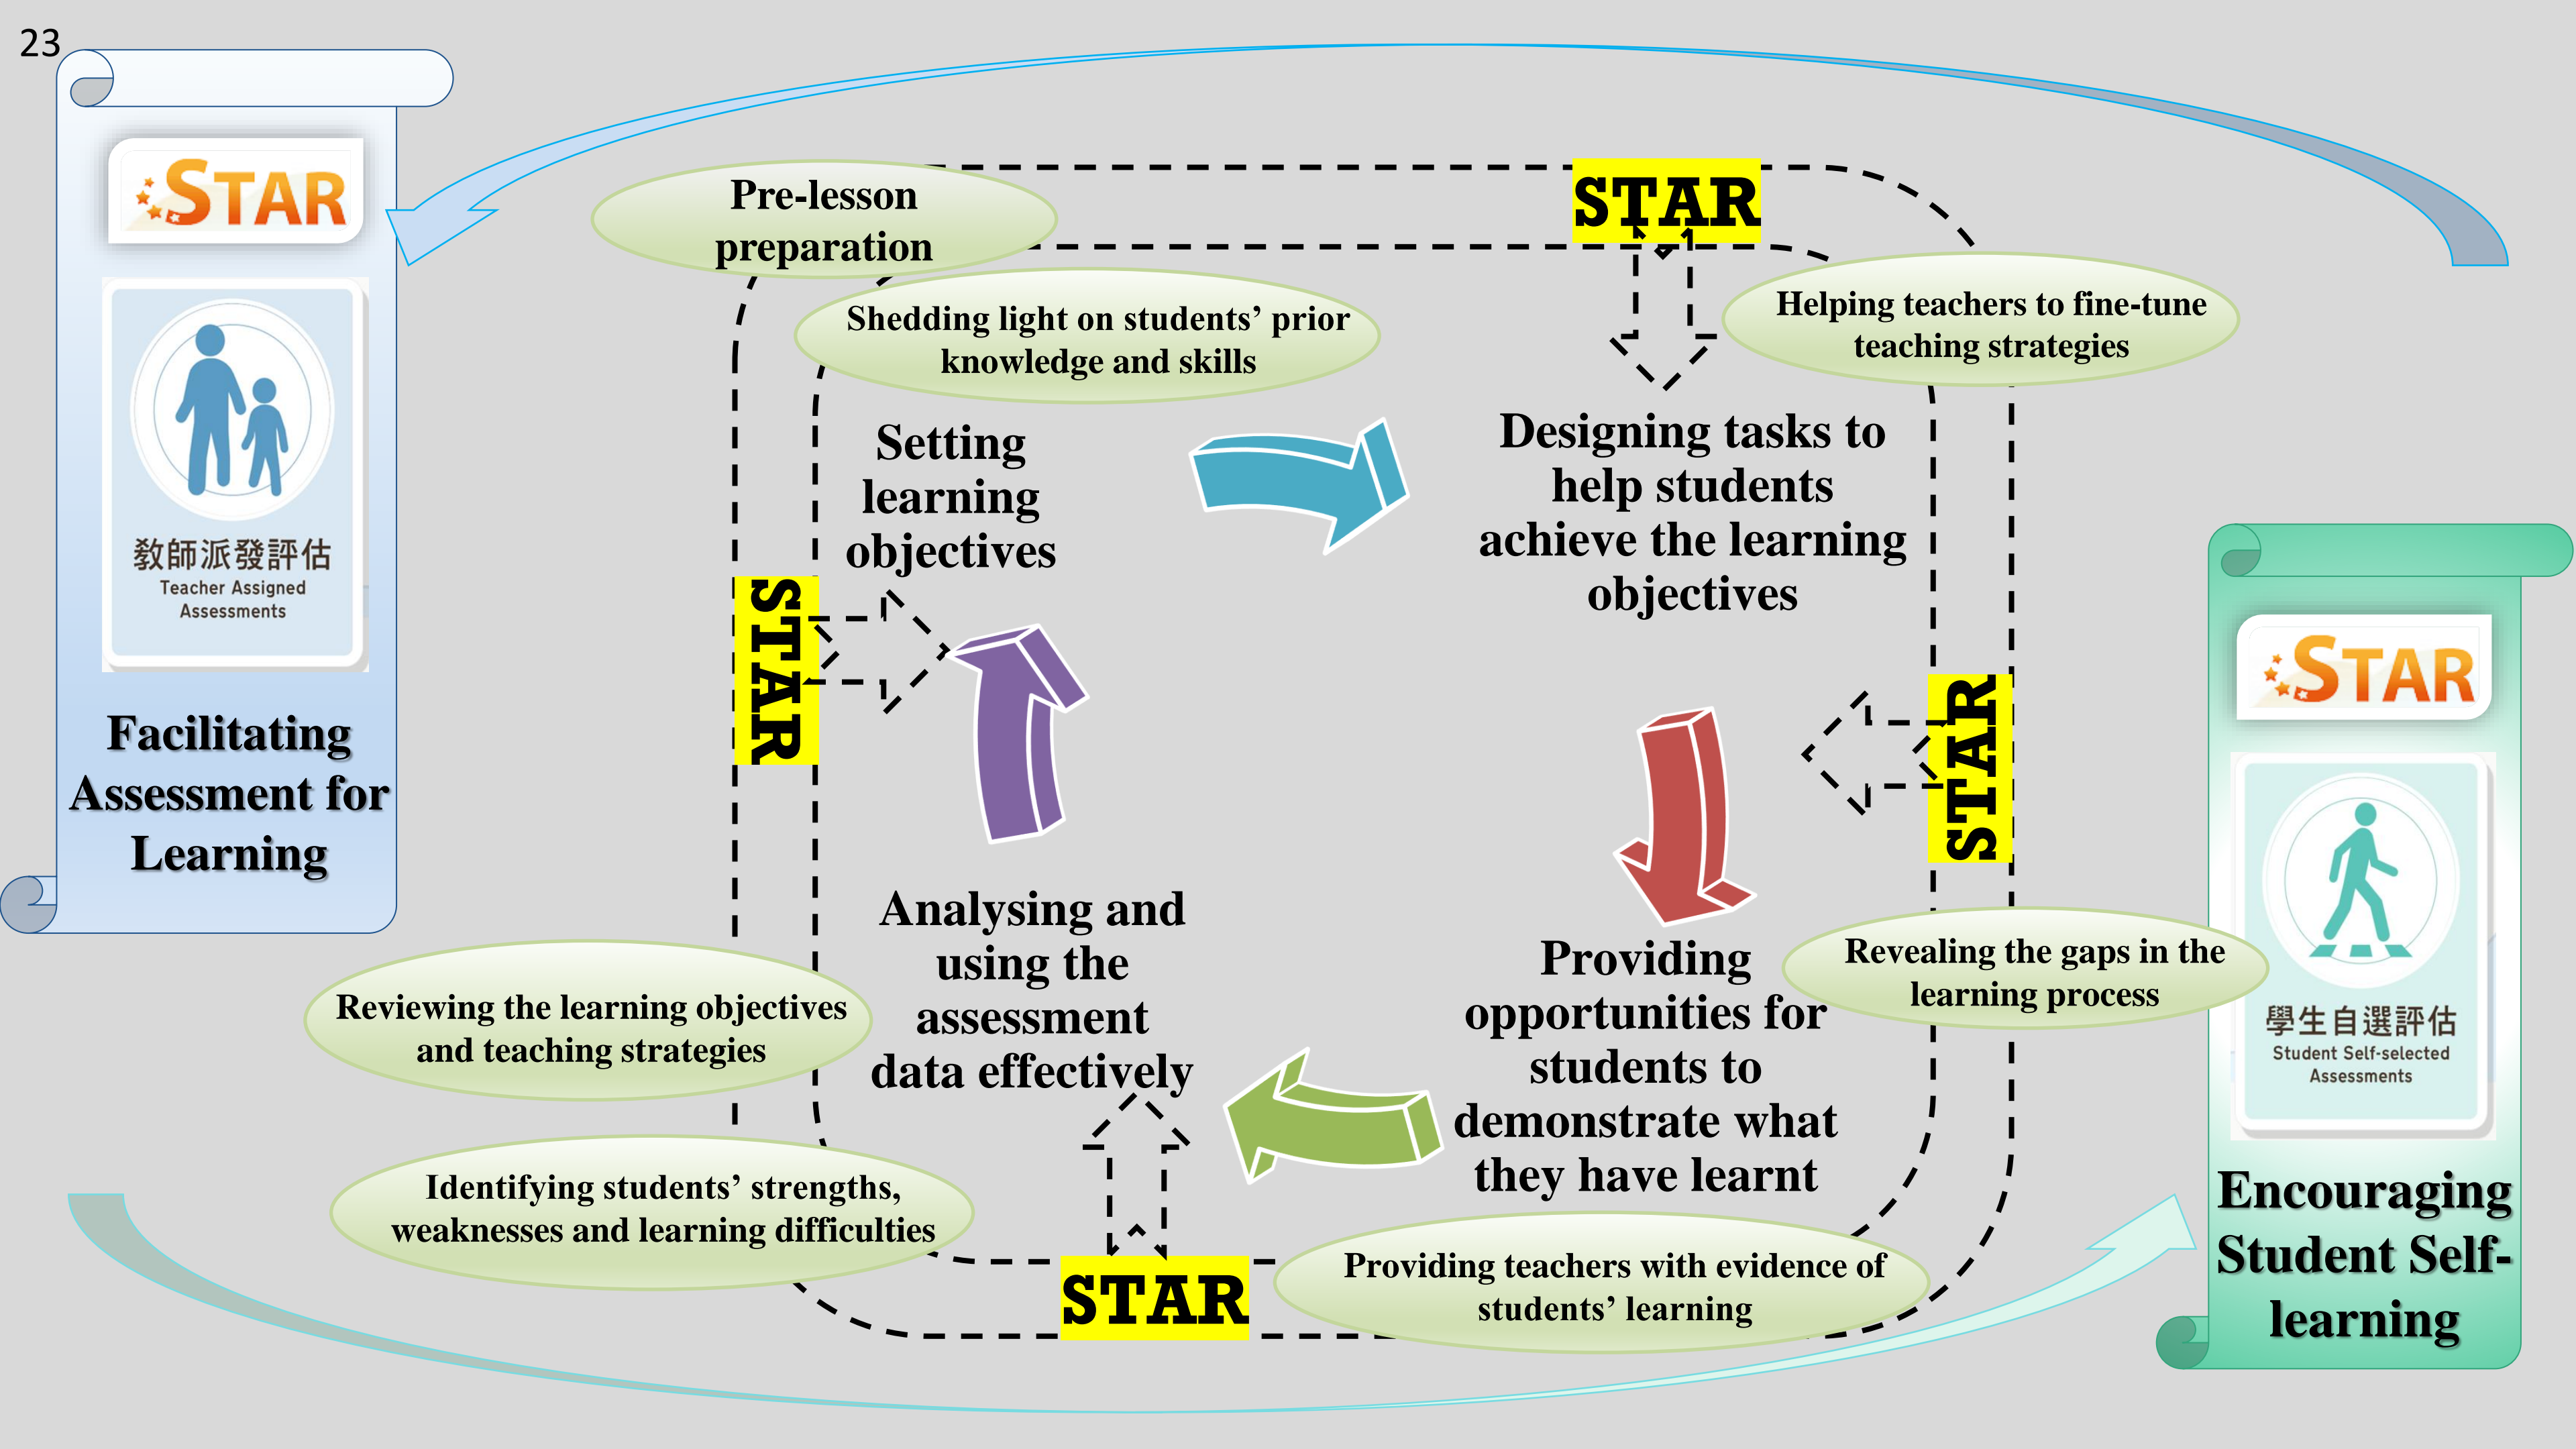 23
STAR
教師派發評估
Teacher Assigned
Assessments
Facilitating
Assessment for
Learning
Pre-lesson
preparation
Shedding light on students’ prior
knowledge and skills
STAR
Helping teachers to fine-tune
teaching strategies
Setting
learning
objectives
Designing tasks to
help students
achieve the learning
objectives
STAR
STAR
Analysing and
using the
assessment
data effectively
Providing
opportunities for
students to
demonstrate what
they have learnt
Revealing the gaps in the
learning process
Reviewing the learning objectives
and teaching strategies
Identifying students’ strengths,
weaknesses and learning difficulties
STAR
Providing teachers with evidence of
students’ learning
STAR
學生自選評估
Student Self-selected
Assessments
Encouraging
Student Self-
learning